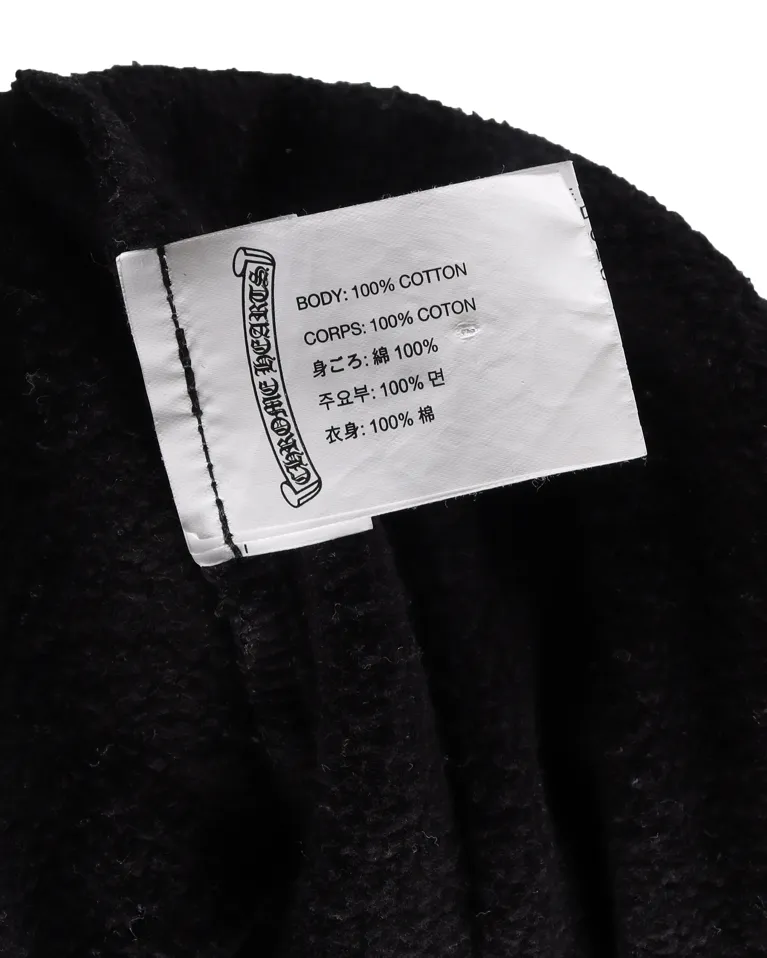 CHROME HEARTS
BODY: 100% COTTON
CORPS: 100% COTON
身ごろ: 綿 100%
주요부: 100% 면
衣身: 100% 棉